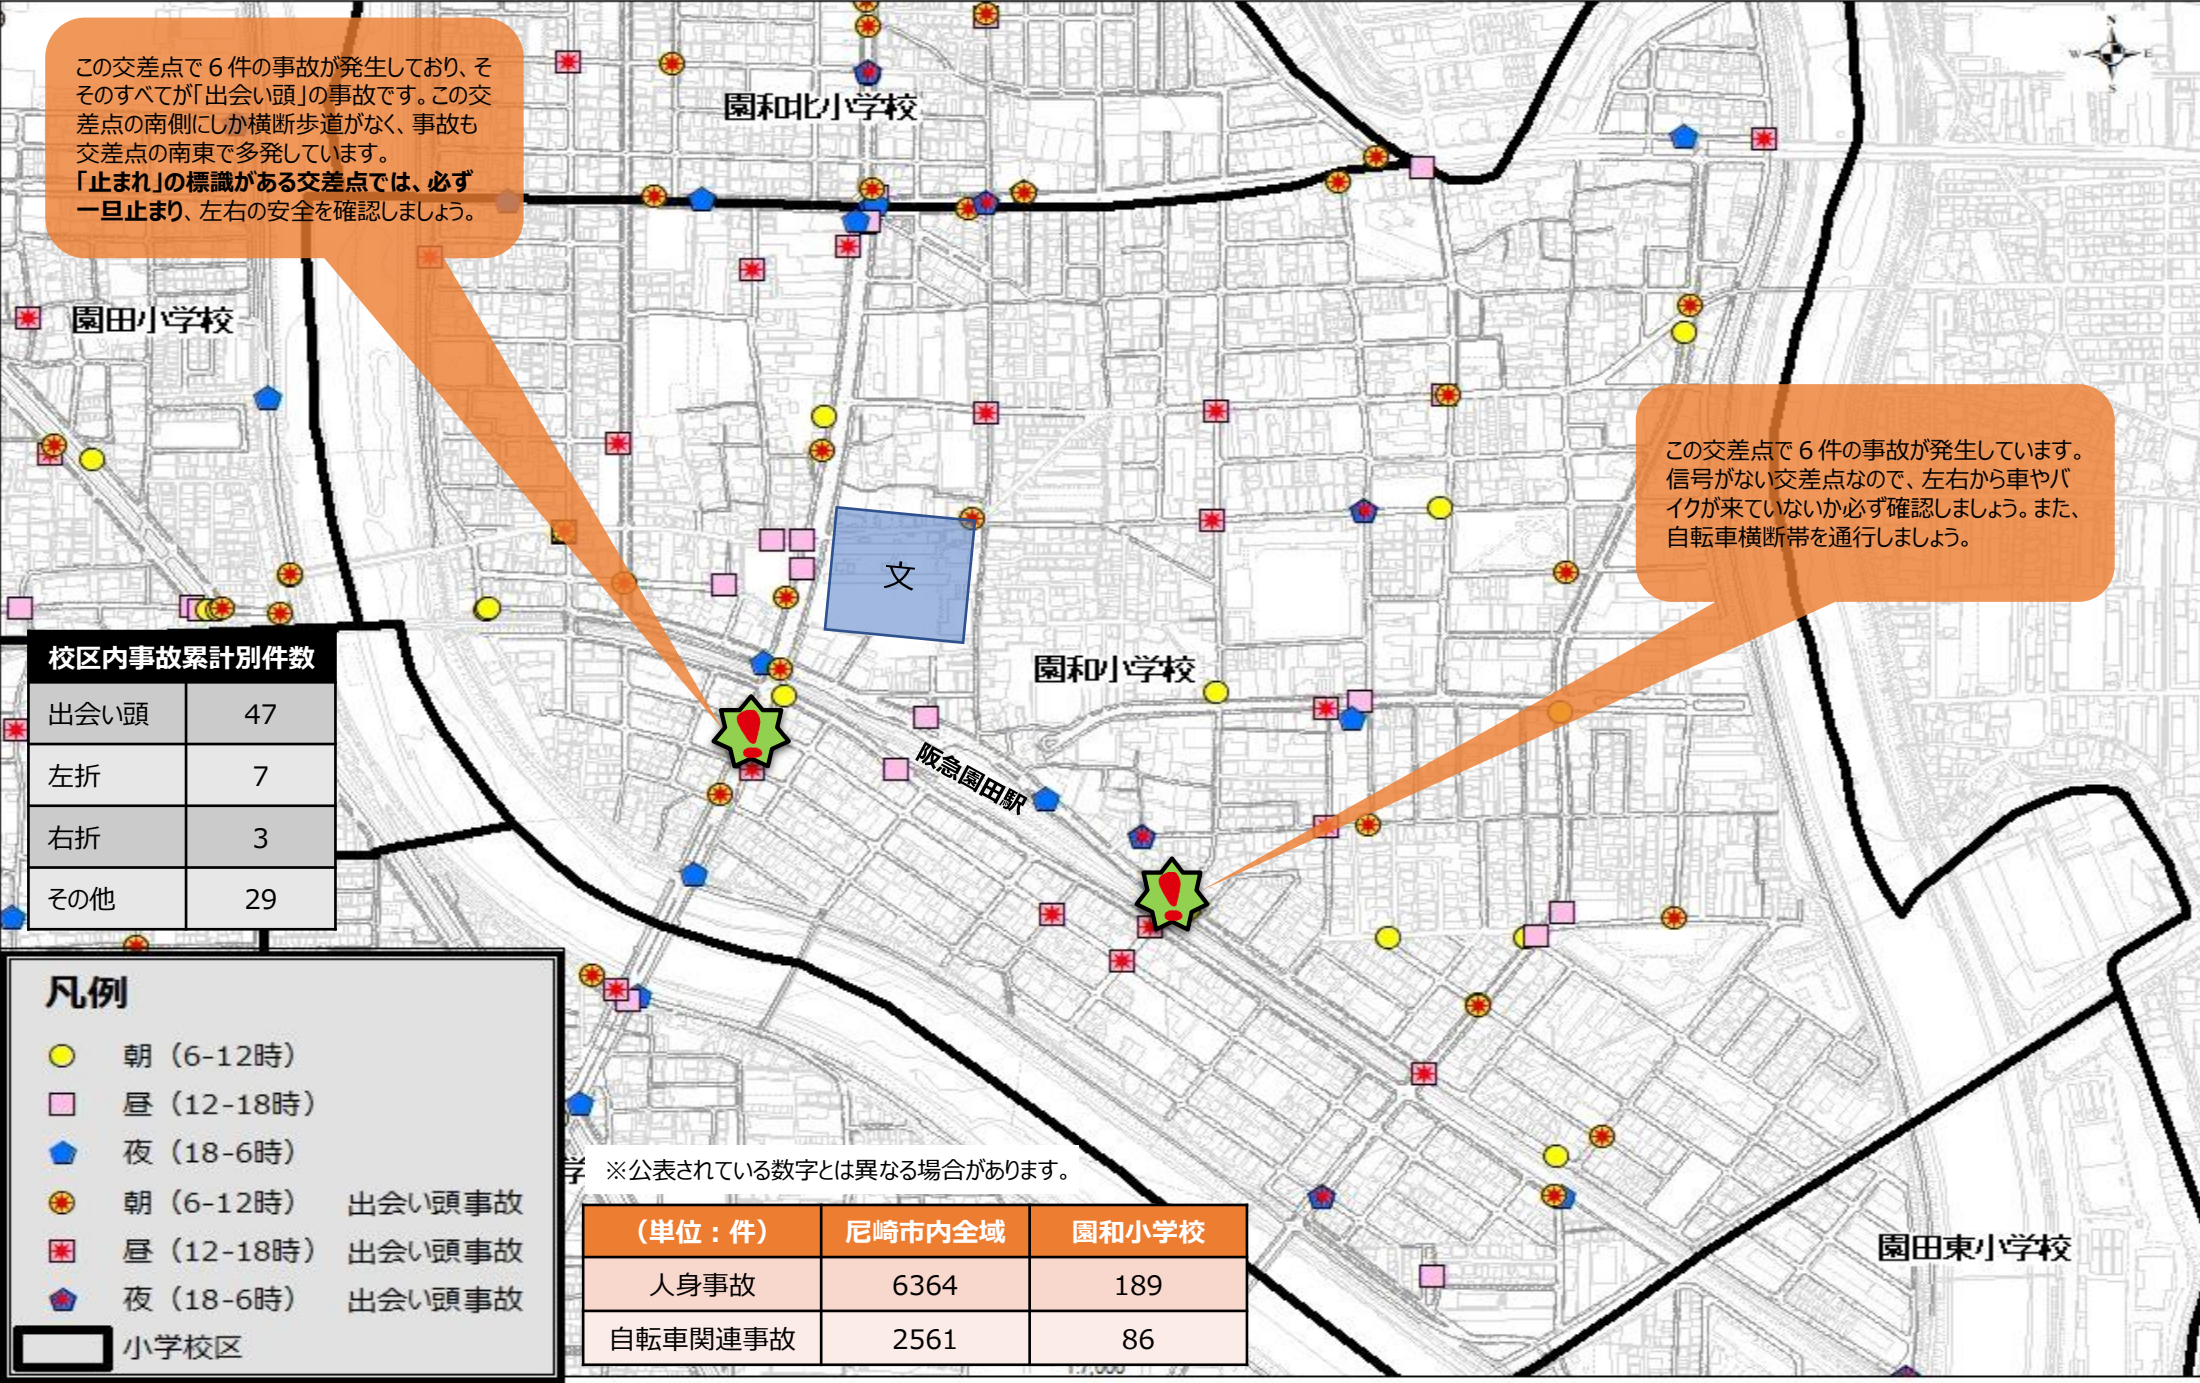 この交差点で6件の事故が発生しており、そ
そのすべてが「出会い頭」の事故です。この交
差点の南側にしか横断歩道がなく、事故も
交差点の南東で多発しています。
「止まれ」の標識がある交差点では、必ず
一旦止まり、左右の安全を確認しましょう。
N
W
E
S
園和北小学校
園田小学校
この交差点で6件の事故が発生しています。
信号がない交差点なので、左右から車やバ
イクが来ていないか必ず確認しましょう。また、
自転車横断帯を通行しましょう。
文
園和小学校
阪急園田駅
校区内事故累計別件数
出会い頭 47
左折 7
右折 3
その他 29
凡例
朝（6-12時）
昼（12-18時）
夜（18-6時）
朝（6-12時） 出会い頭事故
昼（12-18時） 出会い頭事故
夜（18-6時） 出会い頭事故
小学校区
学
※公表されている数字とは異なる場合があります。
（単位：件） 尼崎市内全域 園和小学校
人身事故 6364 189
自転車関連事故 2561 86
園田東小学校